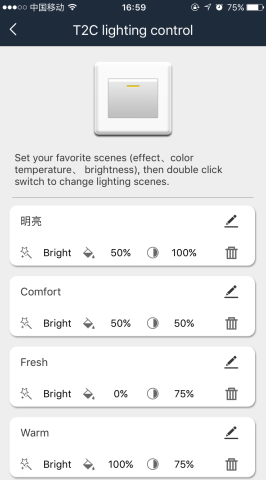 中国移动 16:59 75%
T2C lighting control
Set your favorite scenes (effect、color
temperature、 brightness), then double click
switch to change lighting scenes.
明亮
Bright 50% 100%
Comfort
Bright 50% 50%
Fresh
Bright 0% 75%
Warm
Bright 100% 75%